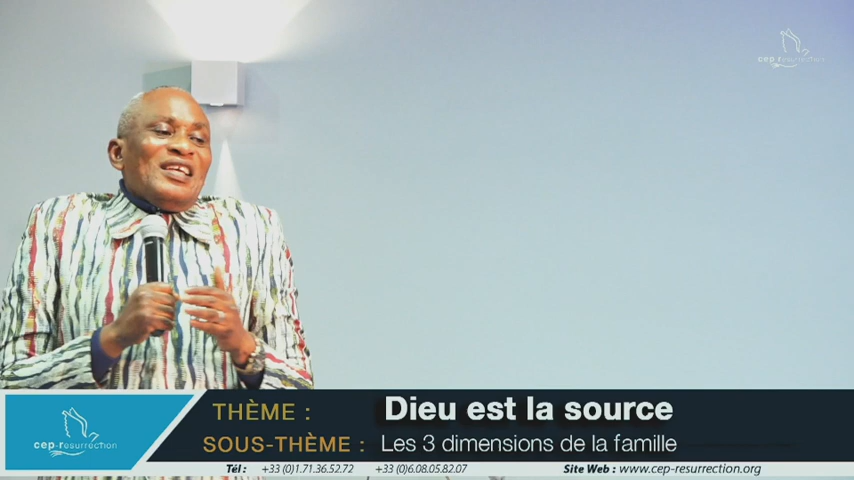 cep-resurrection
THÈME : Dieu est la source
SOUS-THÈME : Les 3 dimensions de la famille
cep-resurrection
Tél : +33 (0)1.71.36.52.72 +33 (0)6.08.05.82.07 Site Web : www.cep-resurrection.org